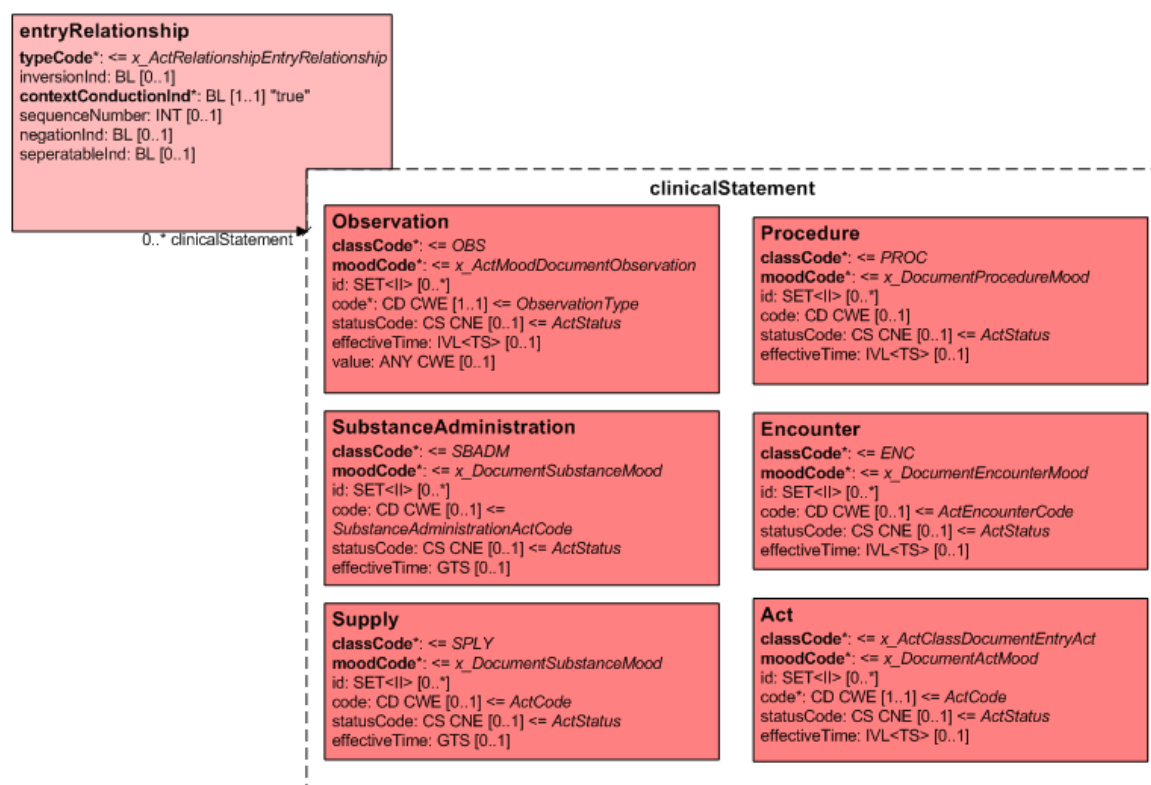 entryRelationship
typeCode*: <= x_ActRelationshipEntryRelationship
inversionInd: BL [0..1]
contextConductionInd*: BL [1..1] "true"
sequenceNumber: INT [0..1]
negationInd: BL [0..1]
seperatableInd: BL [0..1]
0..* clinicalStatement
clinicalStatement
Observation
classCode*: <= OBS
moodCode*: <= x_ActMoodDocumentObservation
id: SET<II> [0..*]
code*: CD CWE [1..1] <= ObservationType
statusCode: CS CNE [0..1] <= ActStatus
effectiveTime: IVL<TS> [0..1]
value: ANY CWE [0..1]
Procedure
classCode*: <= PROC
moodCode*: <= x_DocumentProcedureMood
id: SET<II> [0..*]
code: CD CWE [0..1]
statusCode: CS CNE [0..1] <= ActStatus
effectiveTime: IVL<TS> [0..1]
SubstanceAdministration
classCode*: <= SBADM
moodCode*: <= x_DocumentSubstanceMood
id: SET<II> [0..*]
code: CD CWE [0..1] <=
SubstanceAdministrationActCode
statusCode: CS CNE [0..1] <= ActStatus
effectiveTime: GTS [0..1]
Encounter
classCode*: <= ENC
moodCode*: <= x_DocumentEncounterMood
id: SET<II> [0..*]
code: CD CWE [0..1] <= ActEncounterCode
statusCode: CS CNE [0..1] <= ActStatus
effectiveTime: IVL<TS> [0..1]
Supply
classCode*: <= SPLY
moodCode*: <= x_DocumentSubstanceMood
id: SET<II> [0..*]
code: CD CWE [0..1] <= ActCode
statusCode: CS CNE [0..1] <= ActStatus
effectiveTime: GTS [0..1]
Act
classCode*: <= x_ActClassDocumentEntryAct
moodCode*: <= x_DocumentActMood
id: SET<II> [0..*]
code*: CD CWE [1..1] <= ActCode
statusCode: CS CNE [0..1] <= ActStatus
effectiveTime: IVL<TS> [0..1]